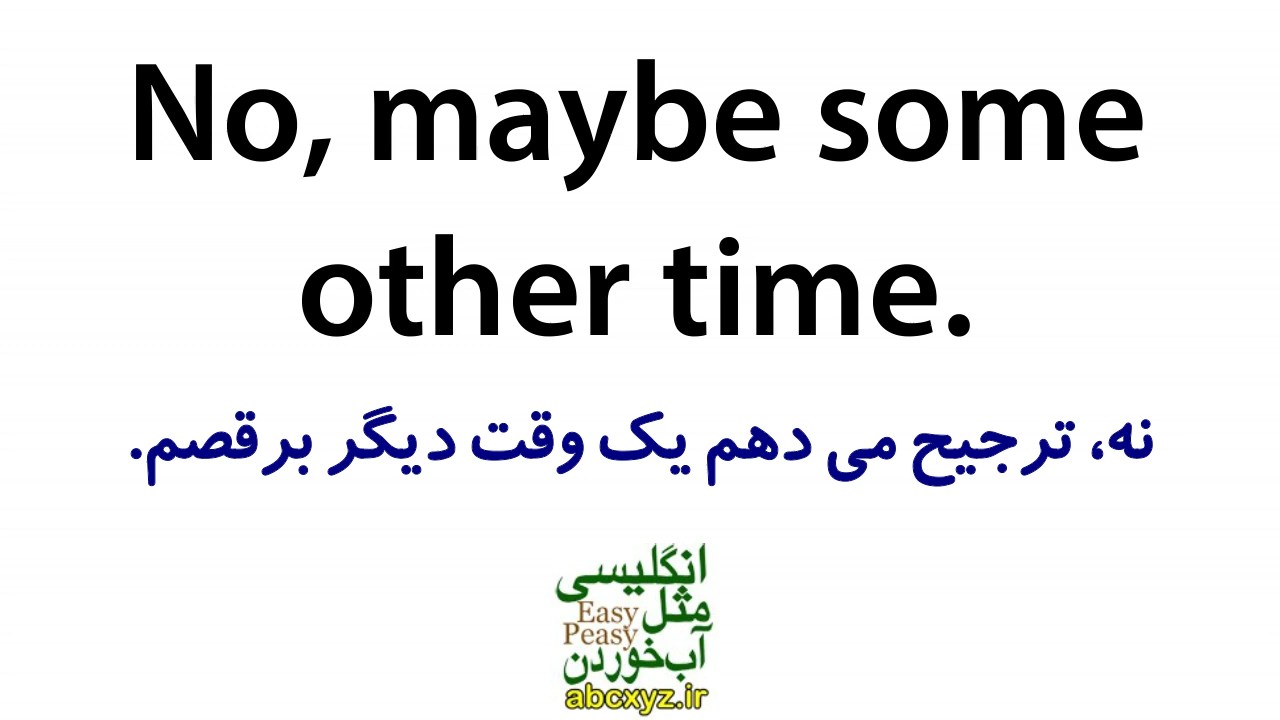 No, maybe some
other time.
نه، ترجیح می دهم یک وقت دیگر برقصم.
انگلیسی
مثل
Easy
Peasy
آب‌خوردن
abcxyz.ir